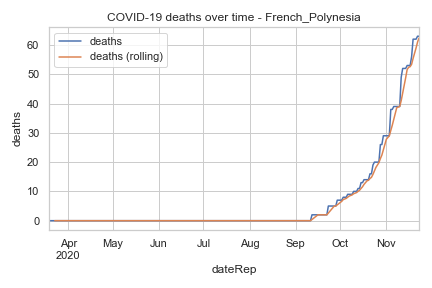 COVID-19 deaths over time - French_Polynesia
deaths
deaths (rolling)
60
50
40
30
20
10
0
deaths
Apr May Jun Jul Aug Sep Oct Nov
2020
dateRep